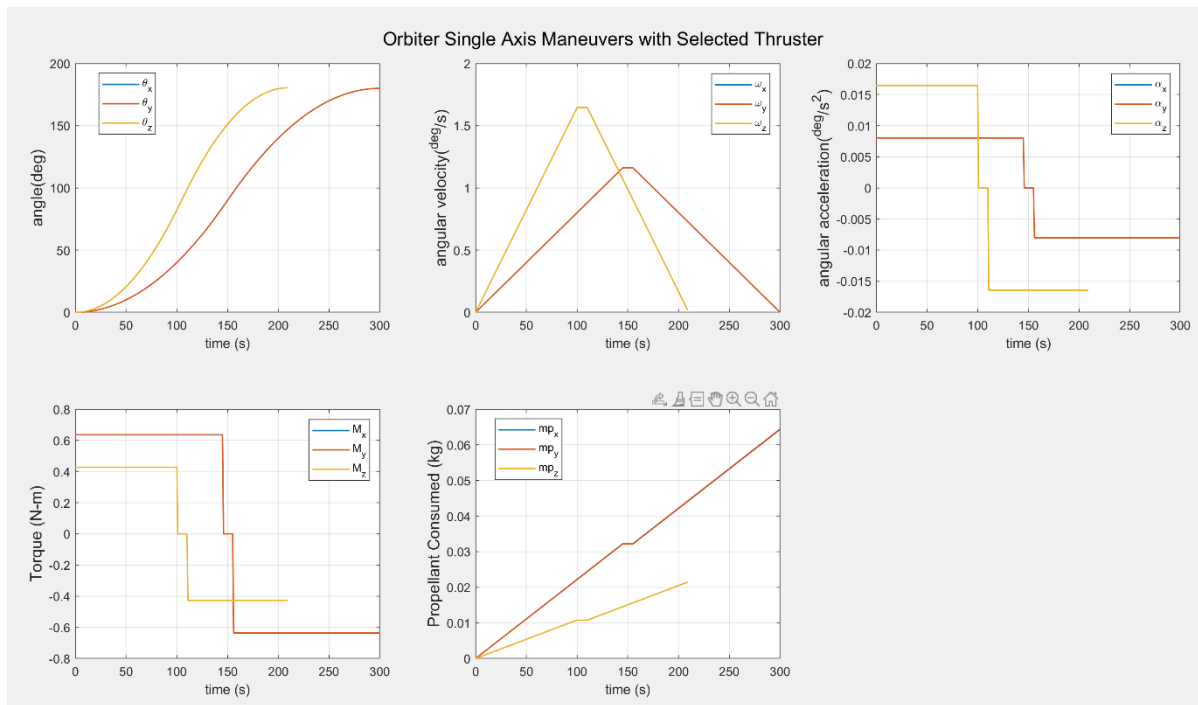 Orbiter Single Axis Maneuvers with Selected Thruster
200
150
100
50
0
angle(deg)
θx
θy
θz
0 50 100 150 200 250 300
time (s)
2
1.5
1
0.5
0
angular velocity(deg/s)
ωx
ωy
ωz
0 50 100 150 200 250 300
time (s)
0.02
0.015
0.01
0.005
0
-0.005
-0.01
-0.015
-0.02
angular acceleration(deg/s2)
αx
αy
αz
0 50 100 150 200 250 300
time (s)
0.8
0.6
0.4
0.2
0
-0.2
-0.4
-0.6
-0.8
Torque (N-m)
Mx
My
Mz
0 50 100 150 200 250 300
time (s)
0.07
0.06
0.05
0.04
0.03
0.02
0.01
0
Propellant Consumed (kg)
mpx
mpy
mpz
0 50 100 150 200 250 300
time (s)